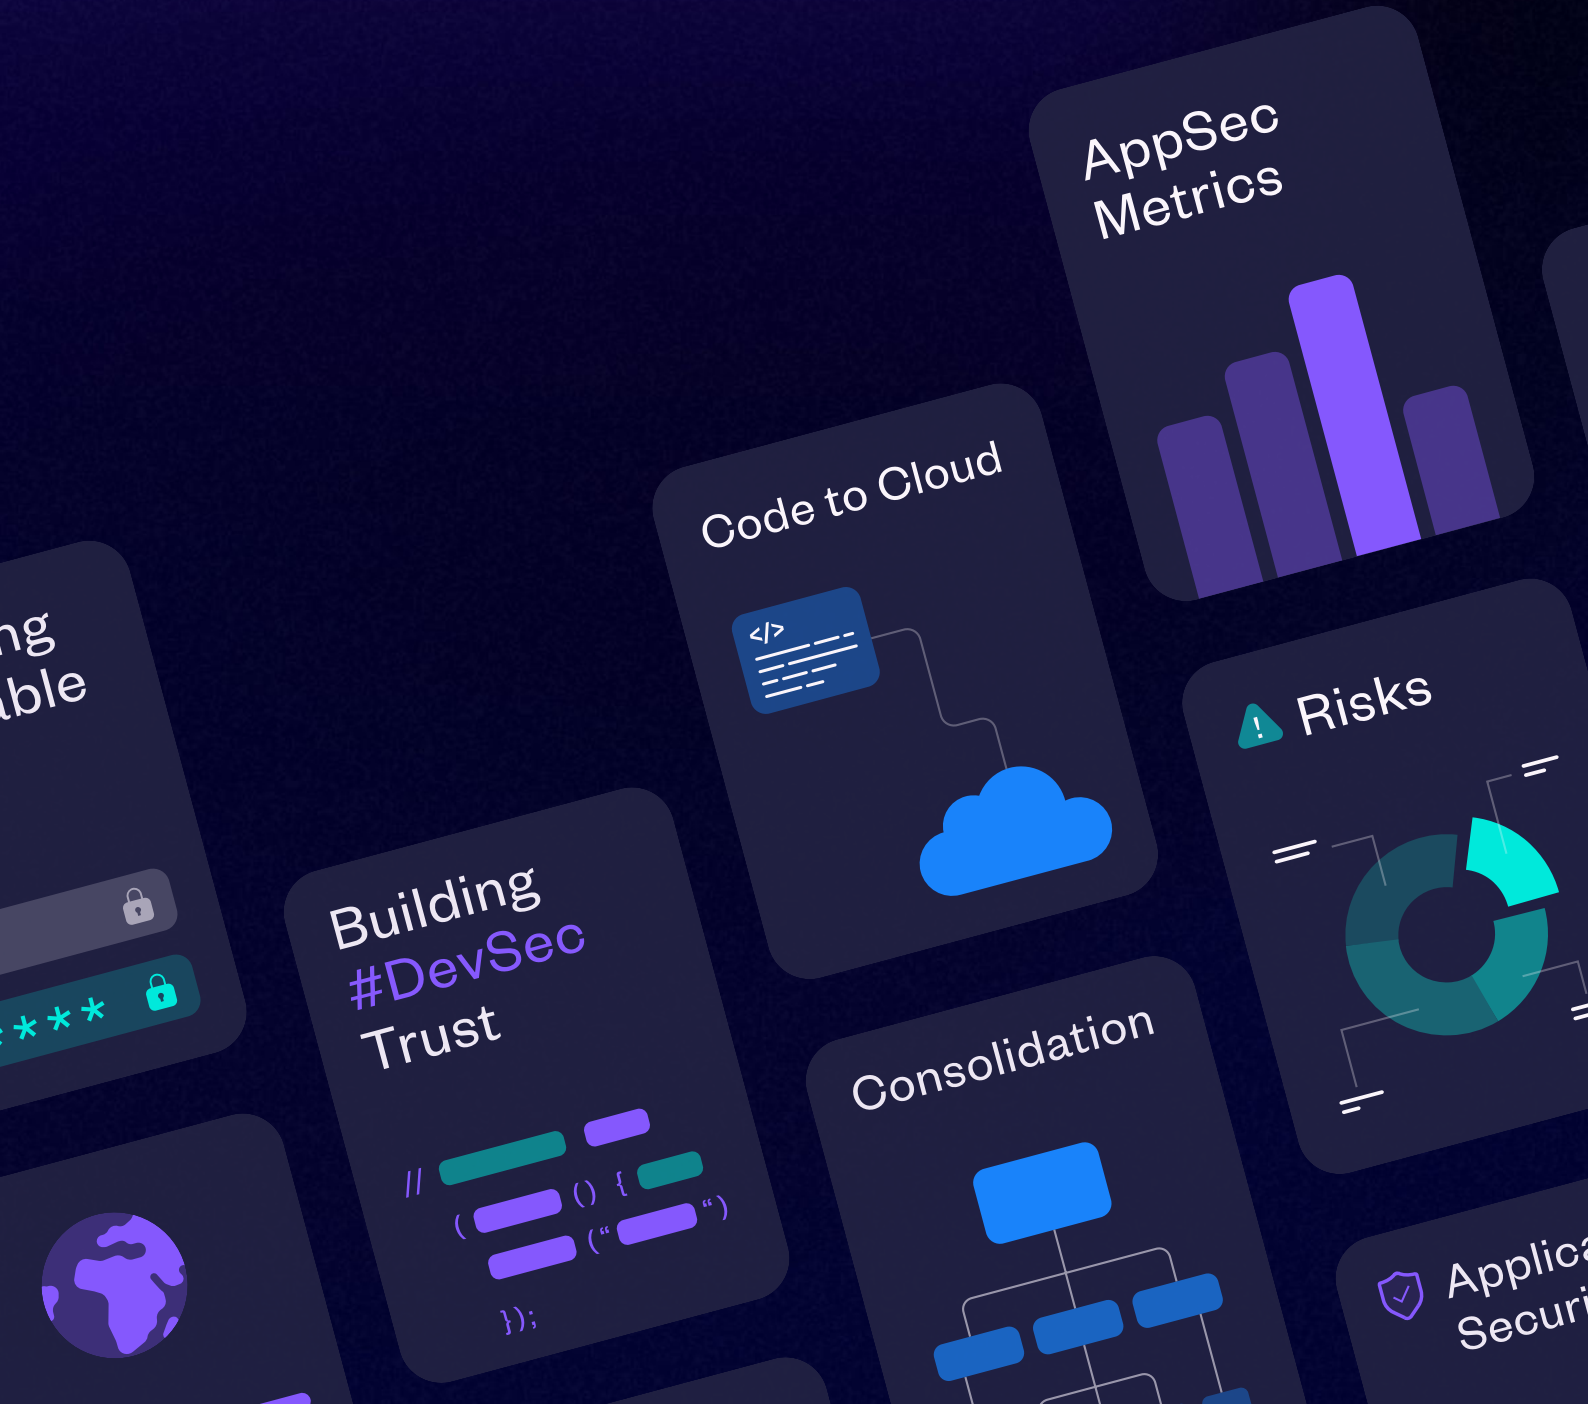 AppSec
Metrics
Code to Cloud
Risks
Building
#DevSec
Trust
//
( () {
(“ “)
});
Consolidation
****